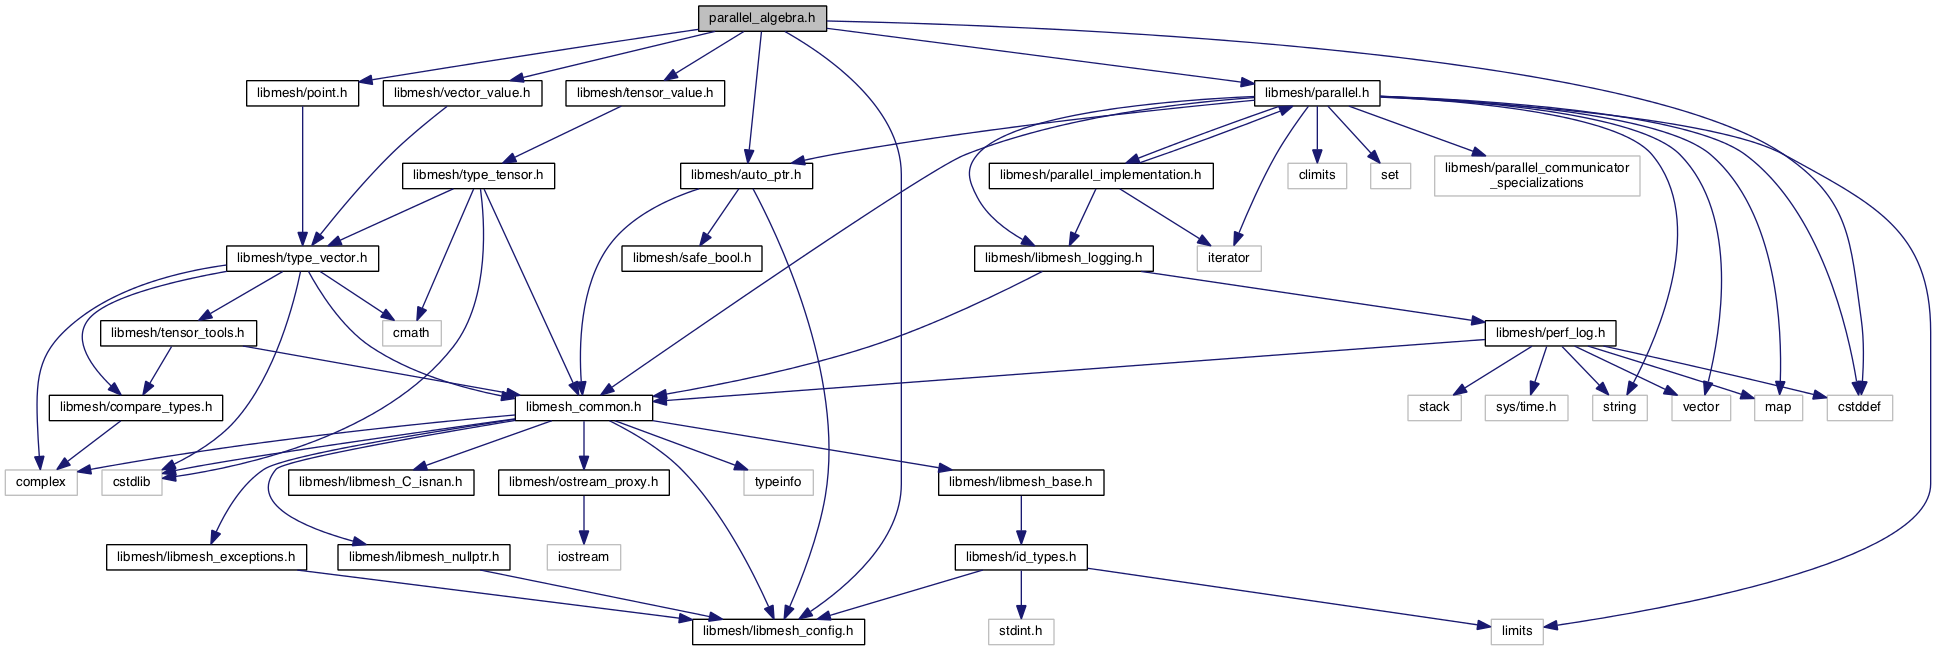 parallel_algebra.h
libmesh/point.h
libmesh/vector_value.h
libmesh/tensor_value.h
libmesh/parallel.h
libmesh/type_tensor.h
libmesh/auto_ptr.h
libmesh/parallel_implementation.h
climits
set
libmesh/parallel_communicator
_specializations
libmesh/type_vector.h
libmesh/safe_bool.h
libmesh/libmesh_logging.h
iterator
libmesh/tensor_tools.h
cmath
libmesh/perf_log.h
libmesh/compare_types.h
libmesh_common.h
stack
sys/time.h
string
vector
map
cstddef
complex
cstdlib
libmesh/libmesh_C_isnan.h
libmesh/ostream_proxy.h
typeinfo
libmesh/libmesh_base.h
libmesh/libmesh_exceptions.h
libmesh/libmesh_nullptr.h
iostream
libmesh/id_types.h
libmesh/libmesh_config.h
stdint.h
limits